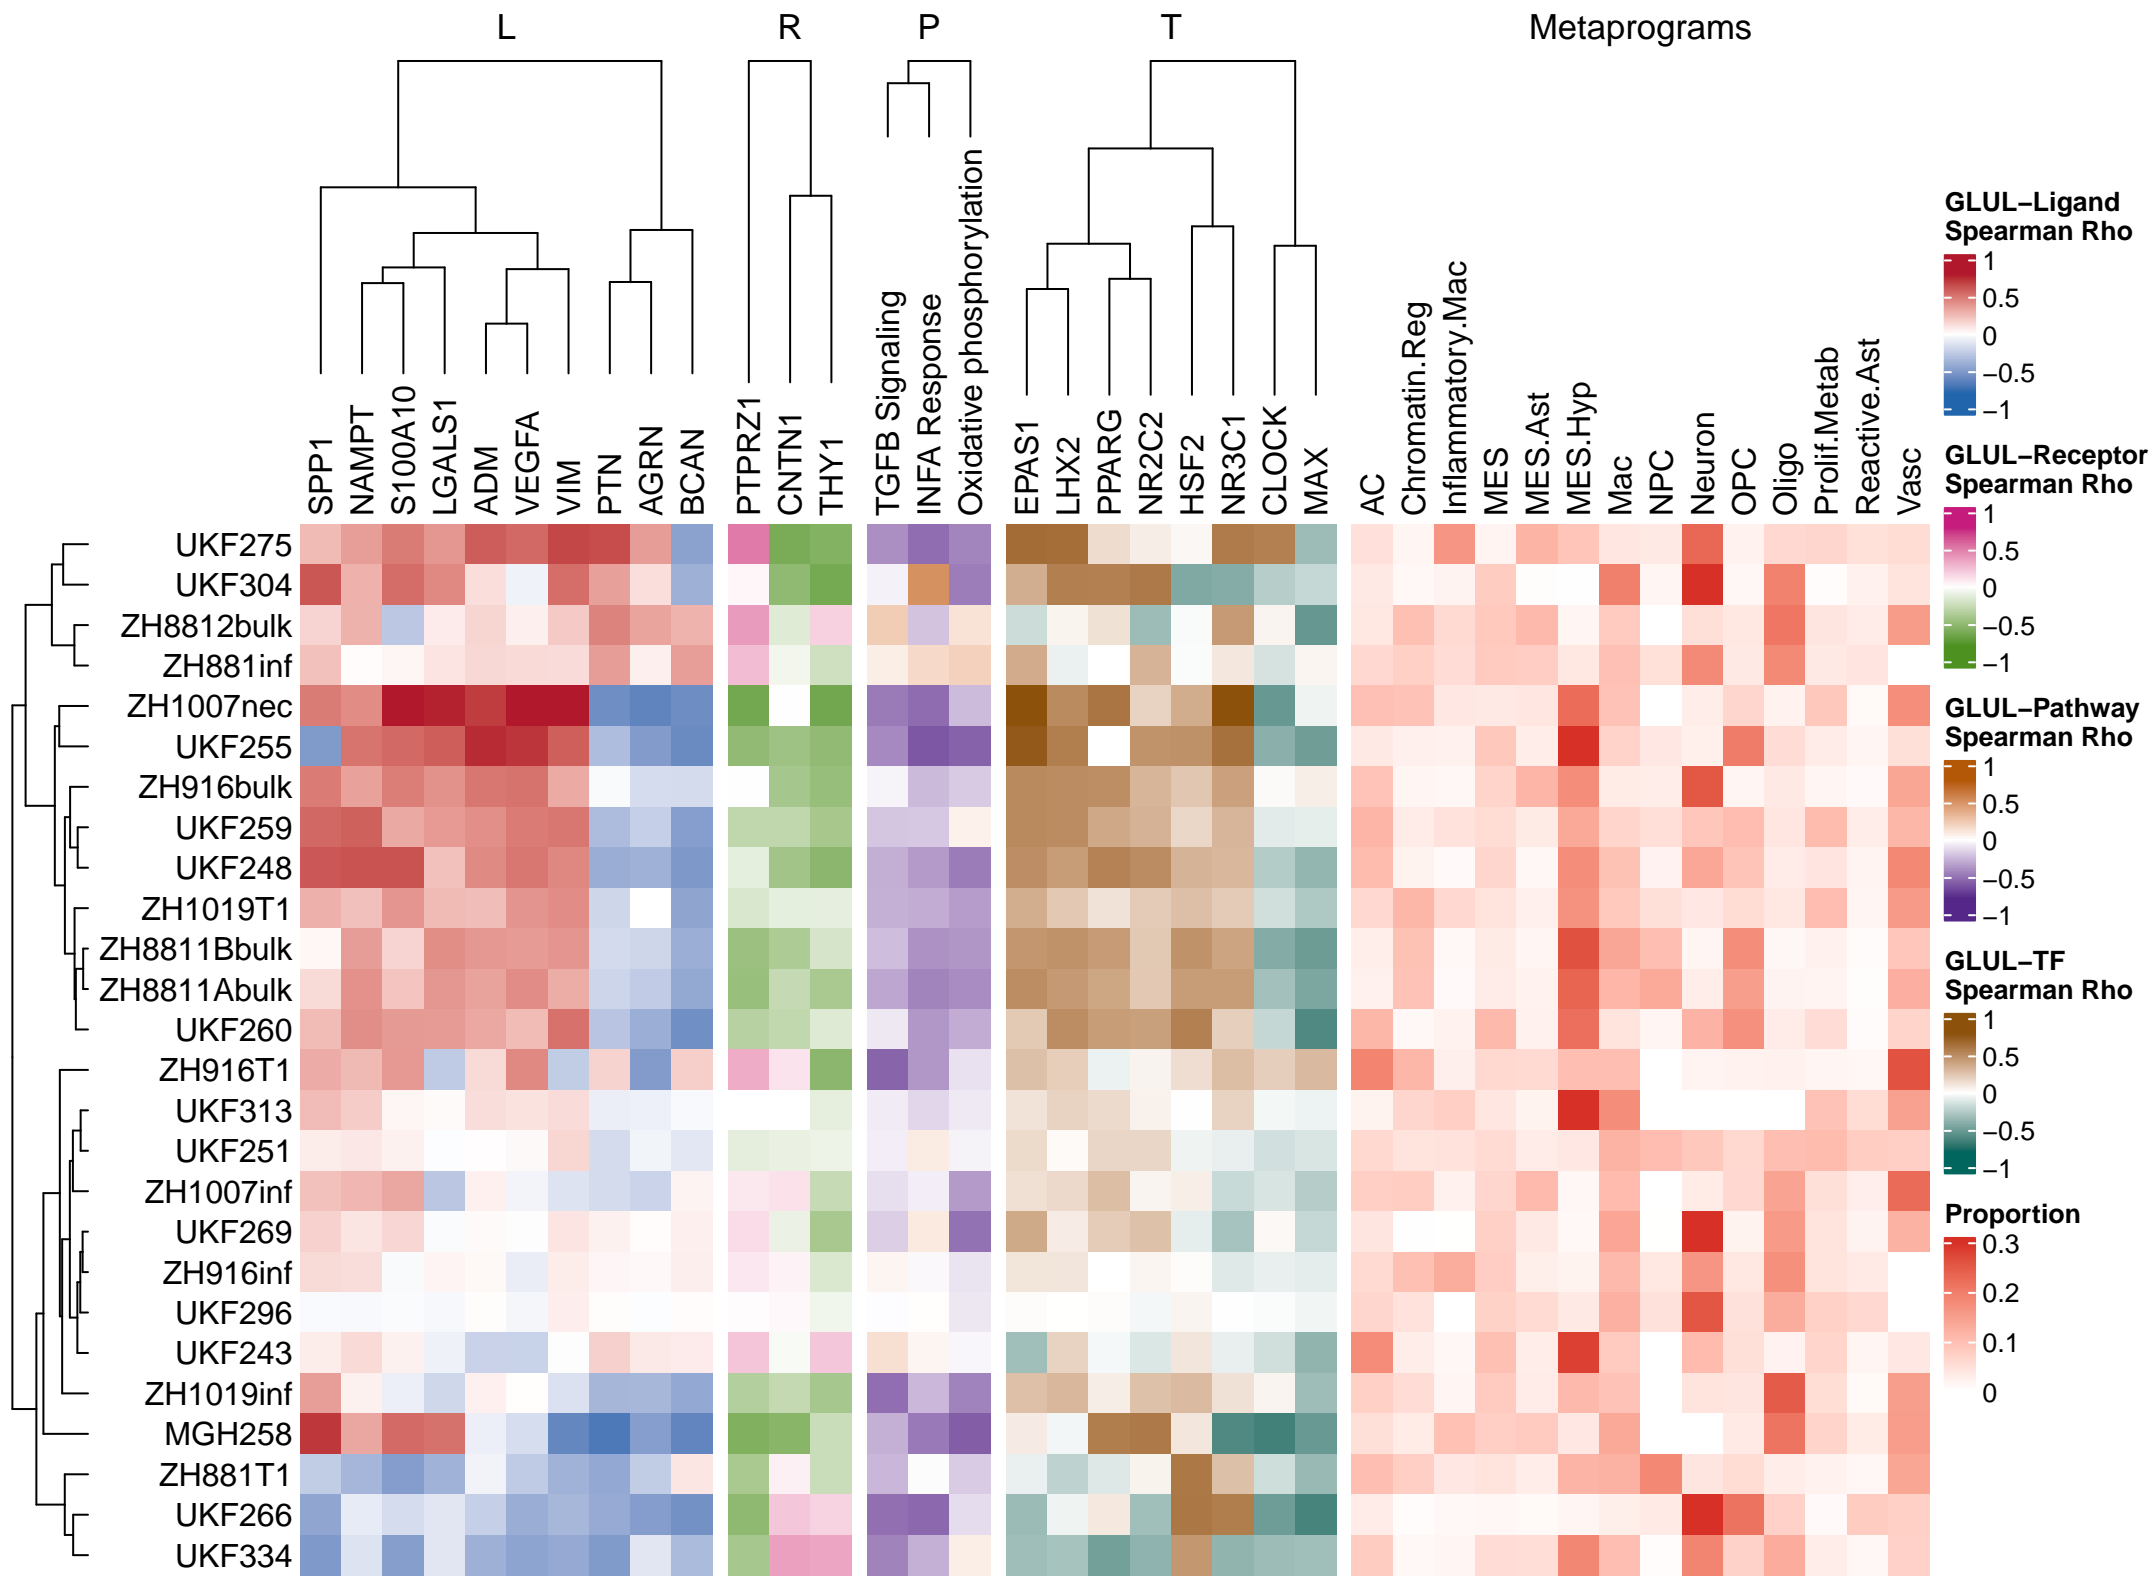 L R P T Metaprograms
SPP1
NAMPT
S100A10
LGALS1
ADM
VEGFA
VIM
PTN
AGRN
BCAN
PTPRZ1
CNTN1
THY1
TGFB Signaling
INFA Response
Oxidative phosphorylation
EPAS1
LHX2
PPARG
NR2C2
HSF2
NR3C1
CLOCK
MAX
AC
Chromatin.Reg
Inflammatory.Mac
MES
MES.Ast
MES.Hyp
Mac
NPC
Neuron
OPC
Oligo
Prolif.Metab
Reactive.Ast
Vasc
UKF275
UKF304
ZH8812bulk
ZH881inf
ZH1007nec
UKF255
ZH916bulk
UKF259
UKF248
ZH1019T1
ZH8811Bbulk
ZH8811Abulk
UKF260
ZH916T1
UKF313
UKF251
ZH1007inf
UKF269
ZH916inf
UKF296
UKF243
ZH1019inf
MGH258
ZH881T1
UKF266
UKF334
GLUL−Ligand
Spearman Rho
1
0.5
0
−0.5
−1
GLUL−Receptor
Spearman Rho
1
0.5
0
−0.5
−1
GLUL−Pathway
Spearman Rho
1
0.5
0
−0.5
−1
GLUL−TF
Spearman Rho
1
0.5
0
−0.5
−1
Proportion
0.3
0.2
0.1
0